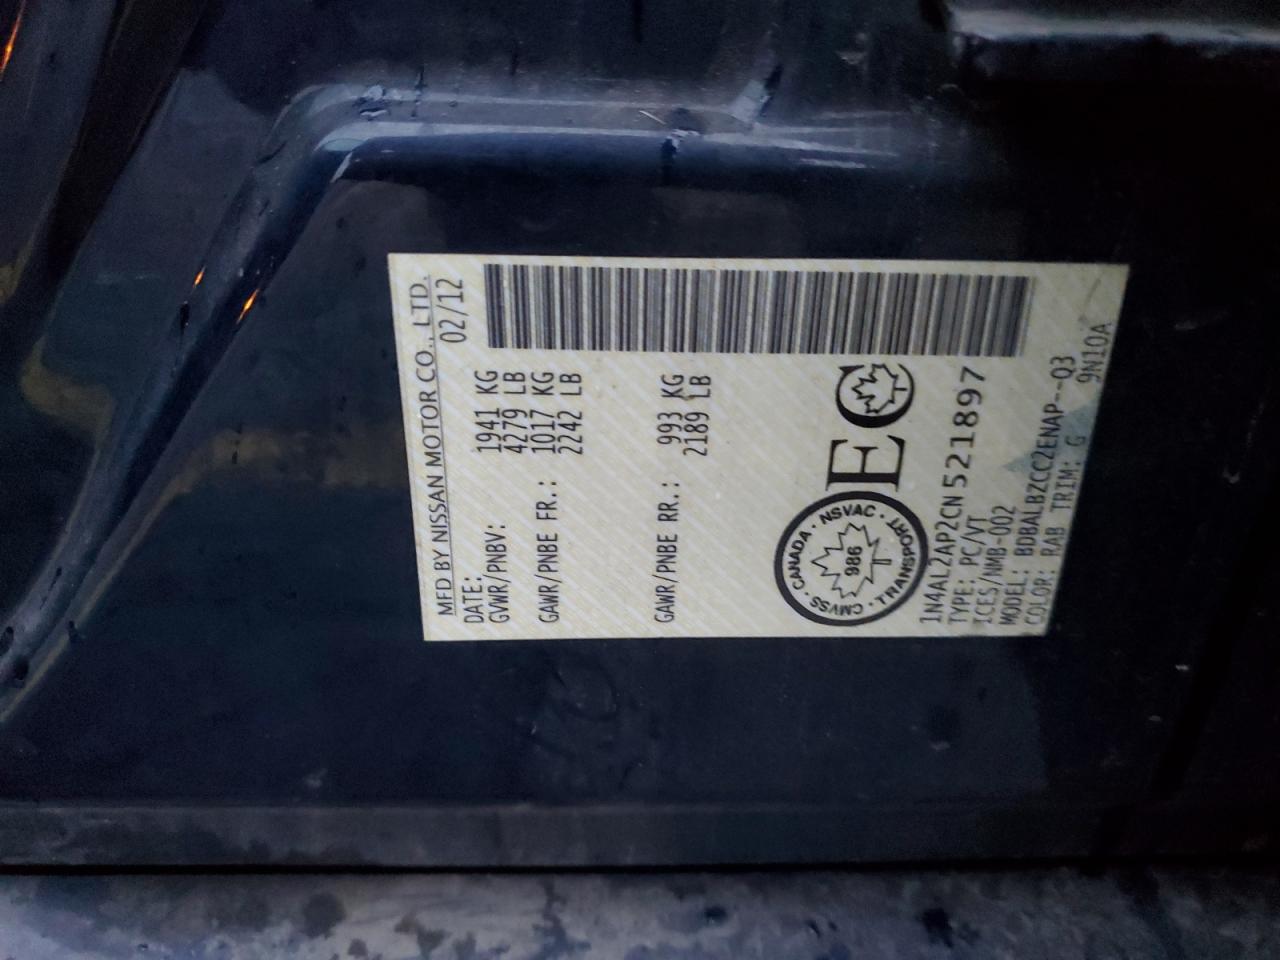 MFD BY NISSAN MOTOR CO., LTD.
DATE: 02/12
GVWR/PNBV: 1941 KG
4279 LB
GAWR/PNBE FR.: 1017 KG
2242 LB
GAWR/PNBE RR.: 993 KG
2189 LB
CANADA · NSVAC · TRANSPORT · CMVSS ·
986
EC
1N4AL2AP2CN521897
TYPE: PC/VT
ICES/NMB-002
MODEL: BDBALBZCC2ENAP--Q3
COLOR: RAB TRIM: G 9N10A